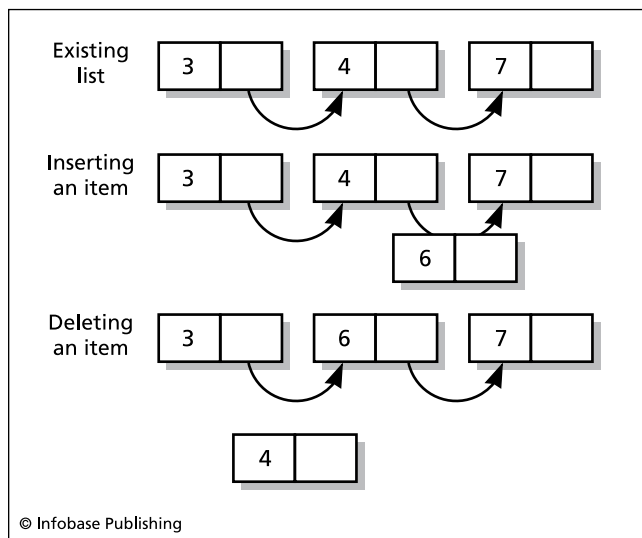 Existing
list
3 4 7
Inserting
an item
3 4 7
6
Deleting
an item
3 6 7
4
© Infobase Publishing